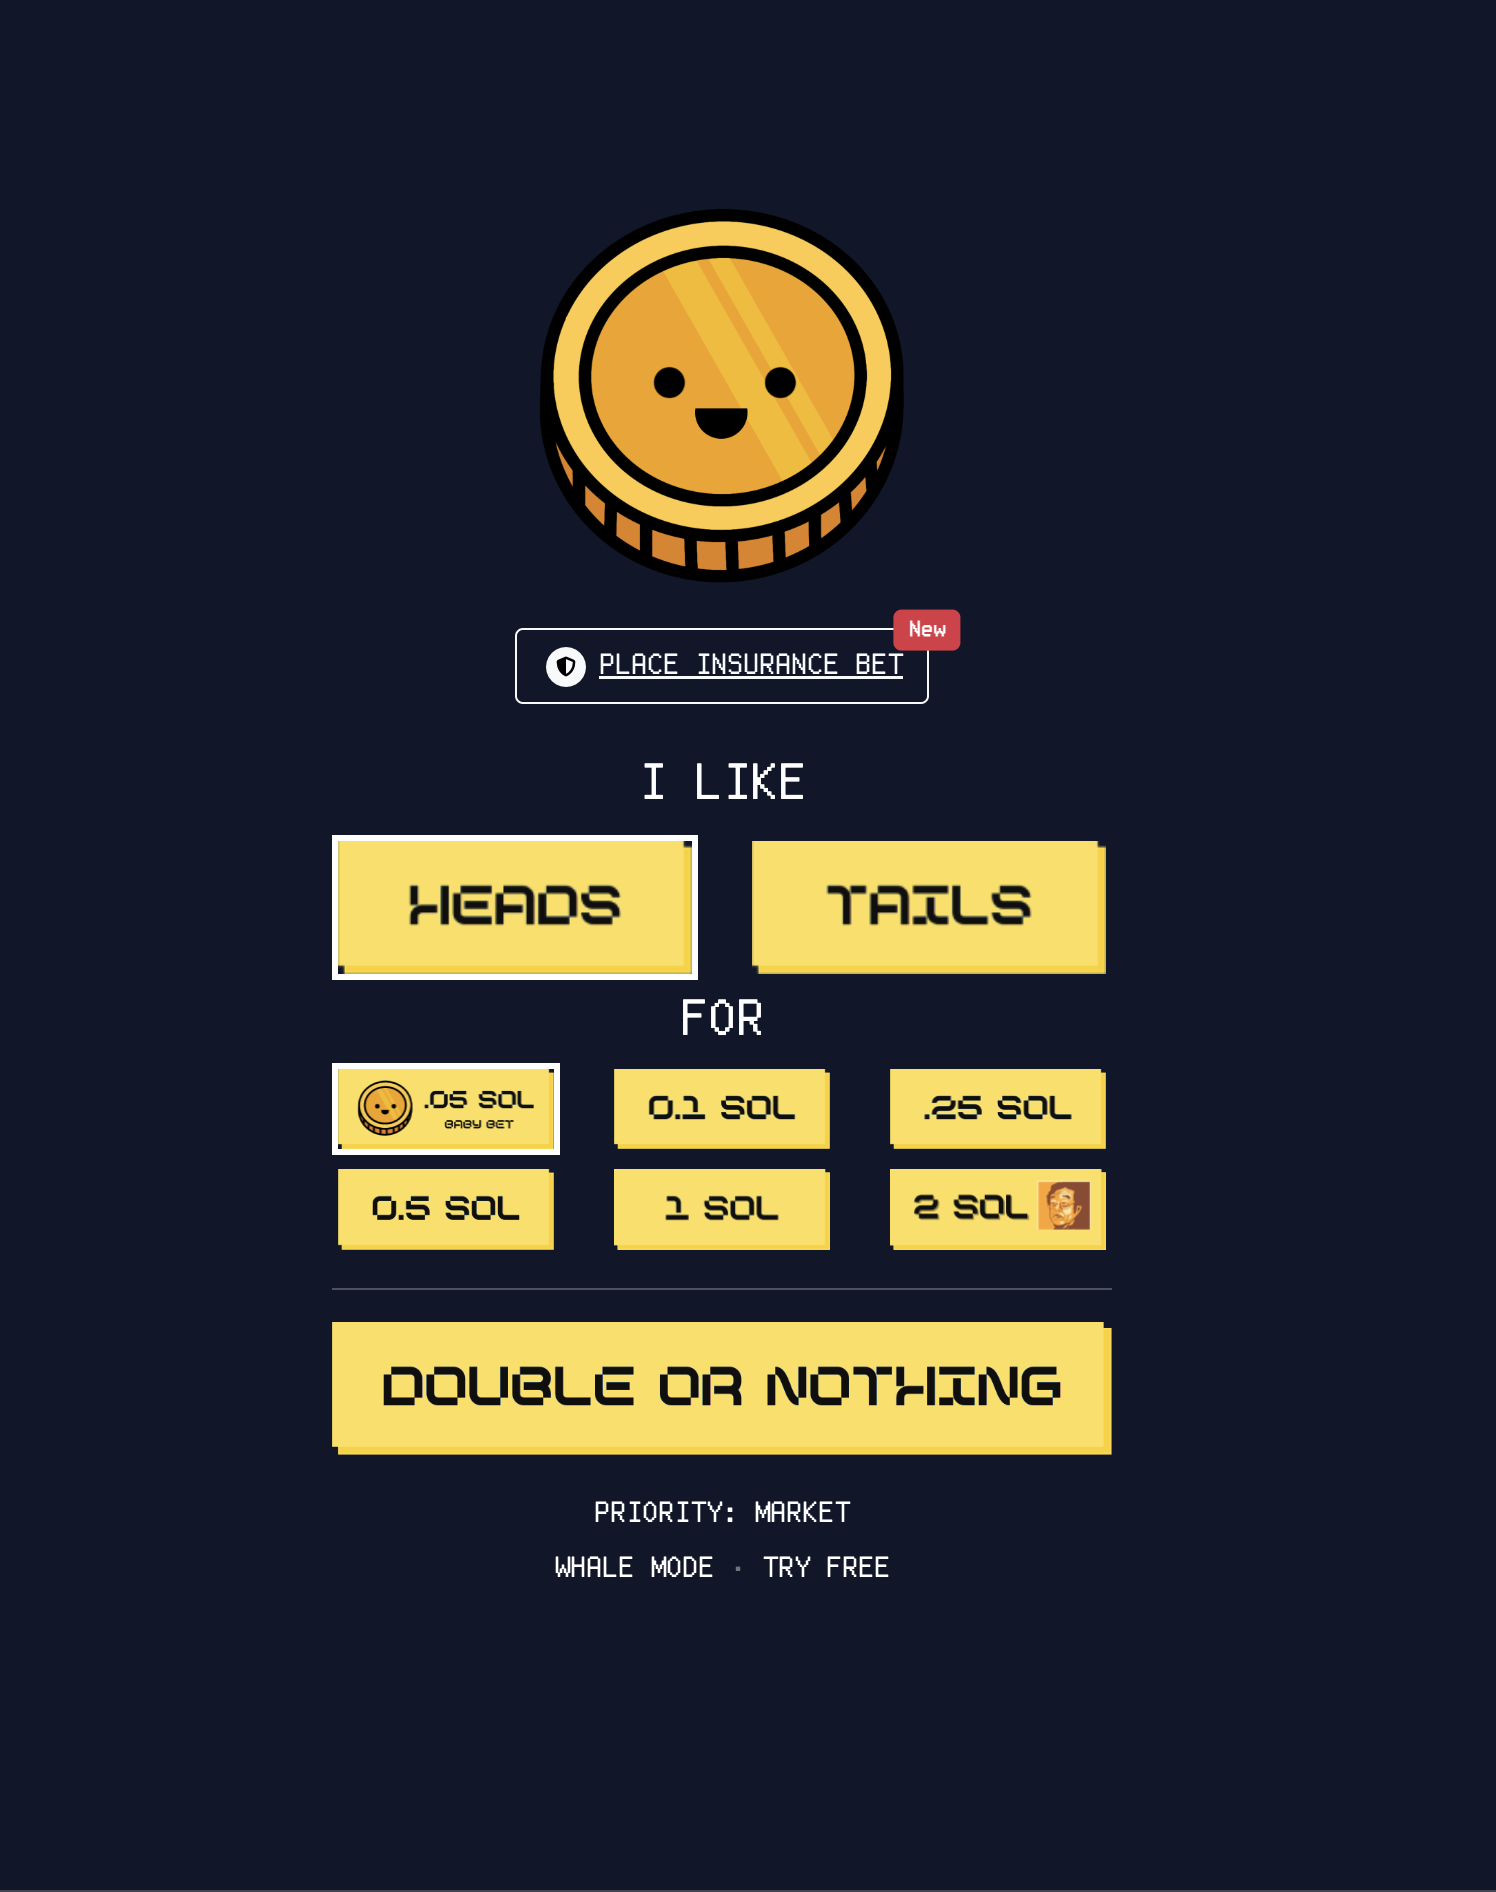 New
PLACE INSURANCE BET
I LIKE
HEADS TAILS
FOR
.05 SOL
BABY BET
0.1 SOL
.25 SOL
0.5 SOL
1 SOL
2 SOL
DOUBLE OR NOTHING
PRIORITY: MARKET
WHALE MODE · TRY FREE